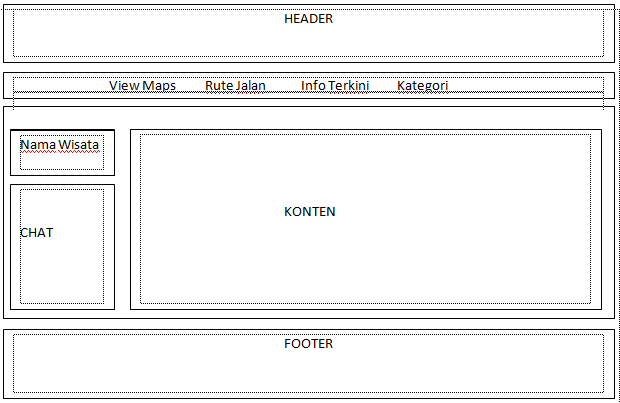 HEADER
View Maps Rute Jalan Info Terkini Kategori
Nama Wisata
KONTEN
CHAT
FOOTER